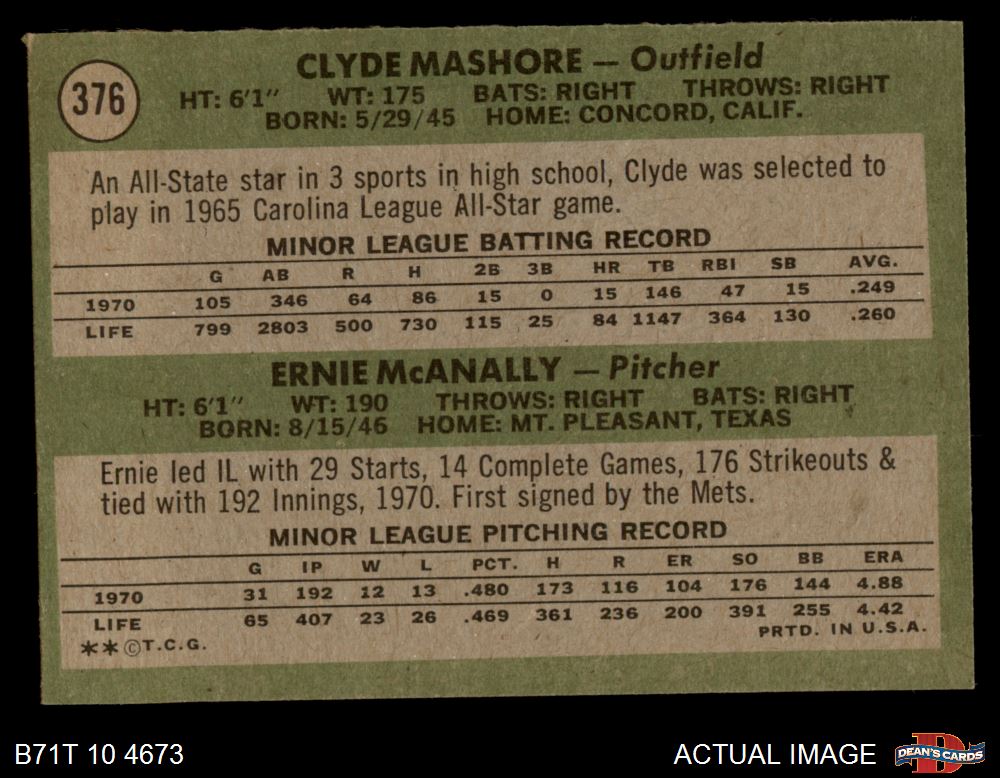 376
CLYDE MASHORE — Outfield
HT: 6'1" WT: 175 BATS: RIGHT THROWS: RIGHT
BORN: 5/29/45 HOME: CONCORD, CALIF.
An All-State star in 3 sports in high school, Clyde was selected to
play in 1965 Carolina League All-Star game.
MINOR LEAGUE BATTING RECORD
G AB R H 2B 3B HR TB RBI SB AVG.
1970 105 346 64 86 15 0 15 146 47 15 .249
LIFE 799 2803 500 730 115 25 84 1147 364 130 .260
ERNIE McANALLY — Pitcher
HT: 6'1" WT: 190 THROWS: RIGHT BATS: RIGHT
BORN: 8/15/46 HOME: MT. PLEASANT, TEXAS
Ernie led IL with 29 Starts, 14 Complete Games, 176 Strikeouts &
tied with 192 Innings, 1970. First signed by the Mets.
MINOR LEAGUE PITCHING RECORD
G IP W L PCT. H R ER SO BB ERA
1970 31 192 12 13 .480 173 116 104 176 144 4.88
LIFE 65 407 23 26 .469 361 236 200 391 255 4.42
**©T.C.G. PRTD. IN U.S.A.
B71T 10 4673
ACTUAL IMAGE
D
DEAN'S CARDS